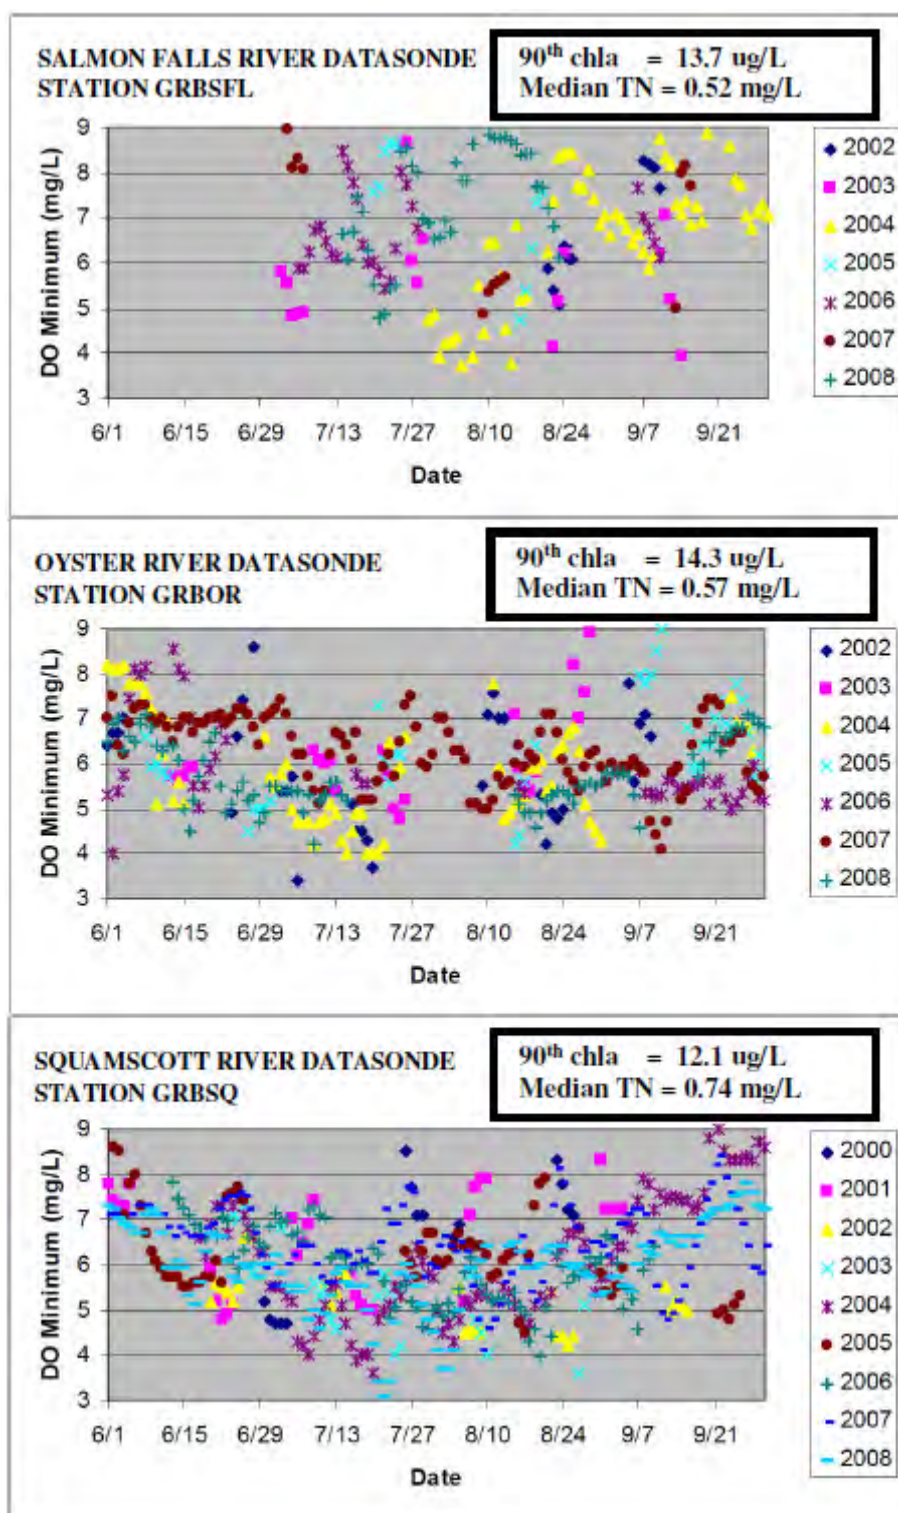 SALMON FALLS RIVER DATASONDE
STATION GRBSFL
90th chla = 13.7 ug/L
Median TN = 0.52 mg/L
DO Minimum (mg/L)
9
8
7
6
5
4
3
6/1 6/15 6/29 7/13 7/27 8/10 8/24 9/7 9/21
Date
2002
2003
2004
2005
2006
2007
2008
OYSTER RIVER DATASONDE
STATION GRBOR
90th chla = 14.3 ug/L
Median TN = 0.57 mg/L
DO Minimum (mg/L)
9
8
7
6
5
4
3
6/1 6/15 6/29 7/13 7/27 8/10 8/24 9/7 9/21
Date
2002
2003
2004
2005
2006
2007
2008
SQUAMSCOTT RIVER DATASONDE
STATION GRBSQ
90th chla = 12.1 ug/L
Median TN = 0.74 mg/L
DO Minimum (mg/L)
9
8
7
6
5
4
3
6/1 6/15 6/29 7/13 7/27 8/10 8/24 9/7 9/21
Date
2000
2001
2002
2003
2004
2005
2006
2007
2008